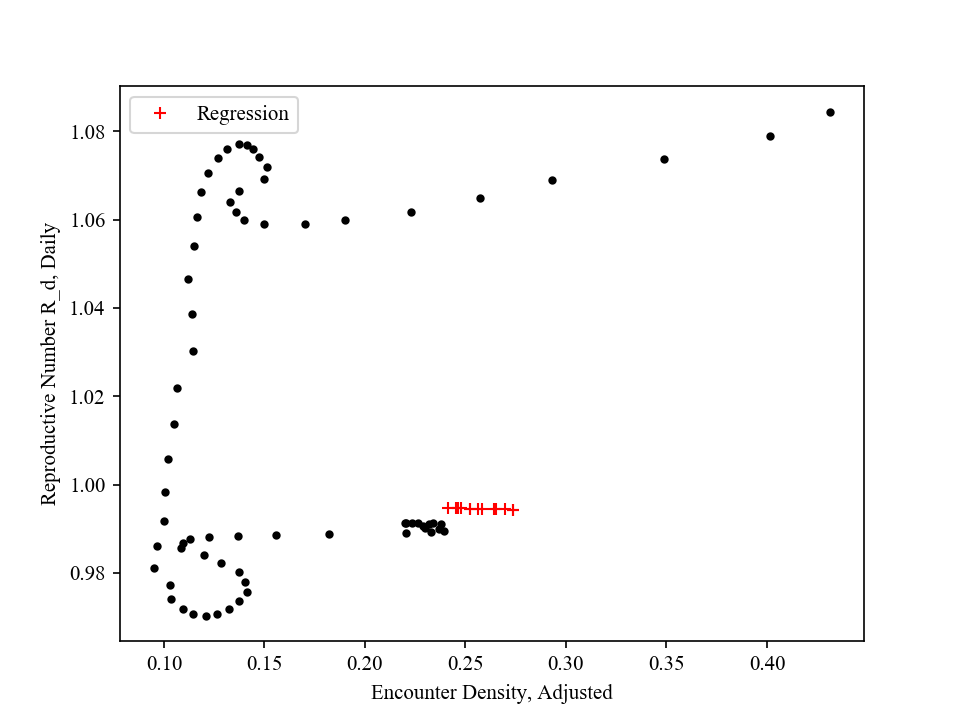 Regression
Reproductive Number R_d, Daily
1.08
1.06
1.04
1.02
1.00
0.98
0.10 0.15 0.20 0.25 0.30 0.35 0.40
Encounter Density, Adjusted